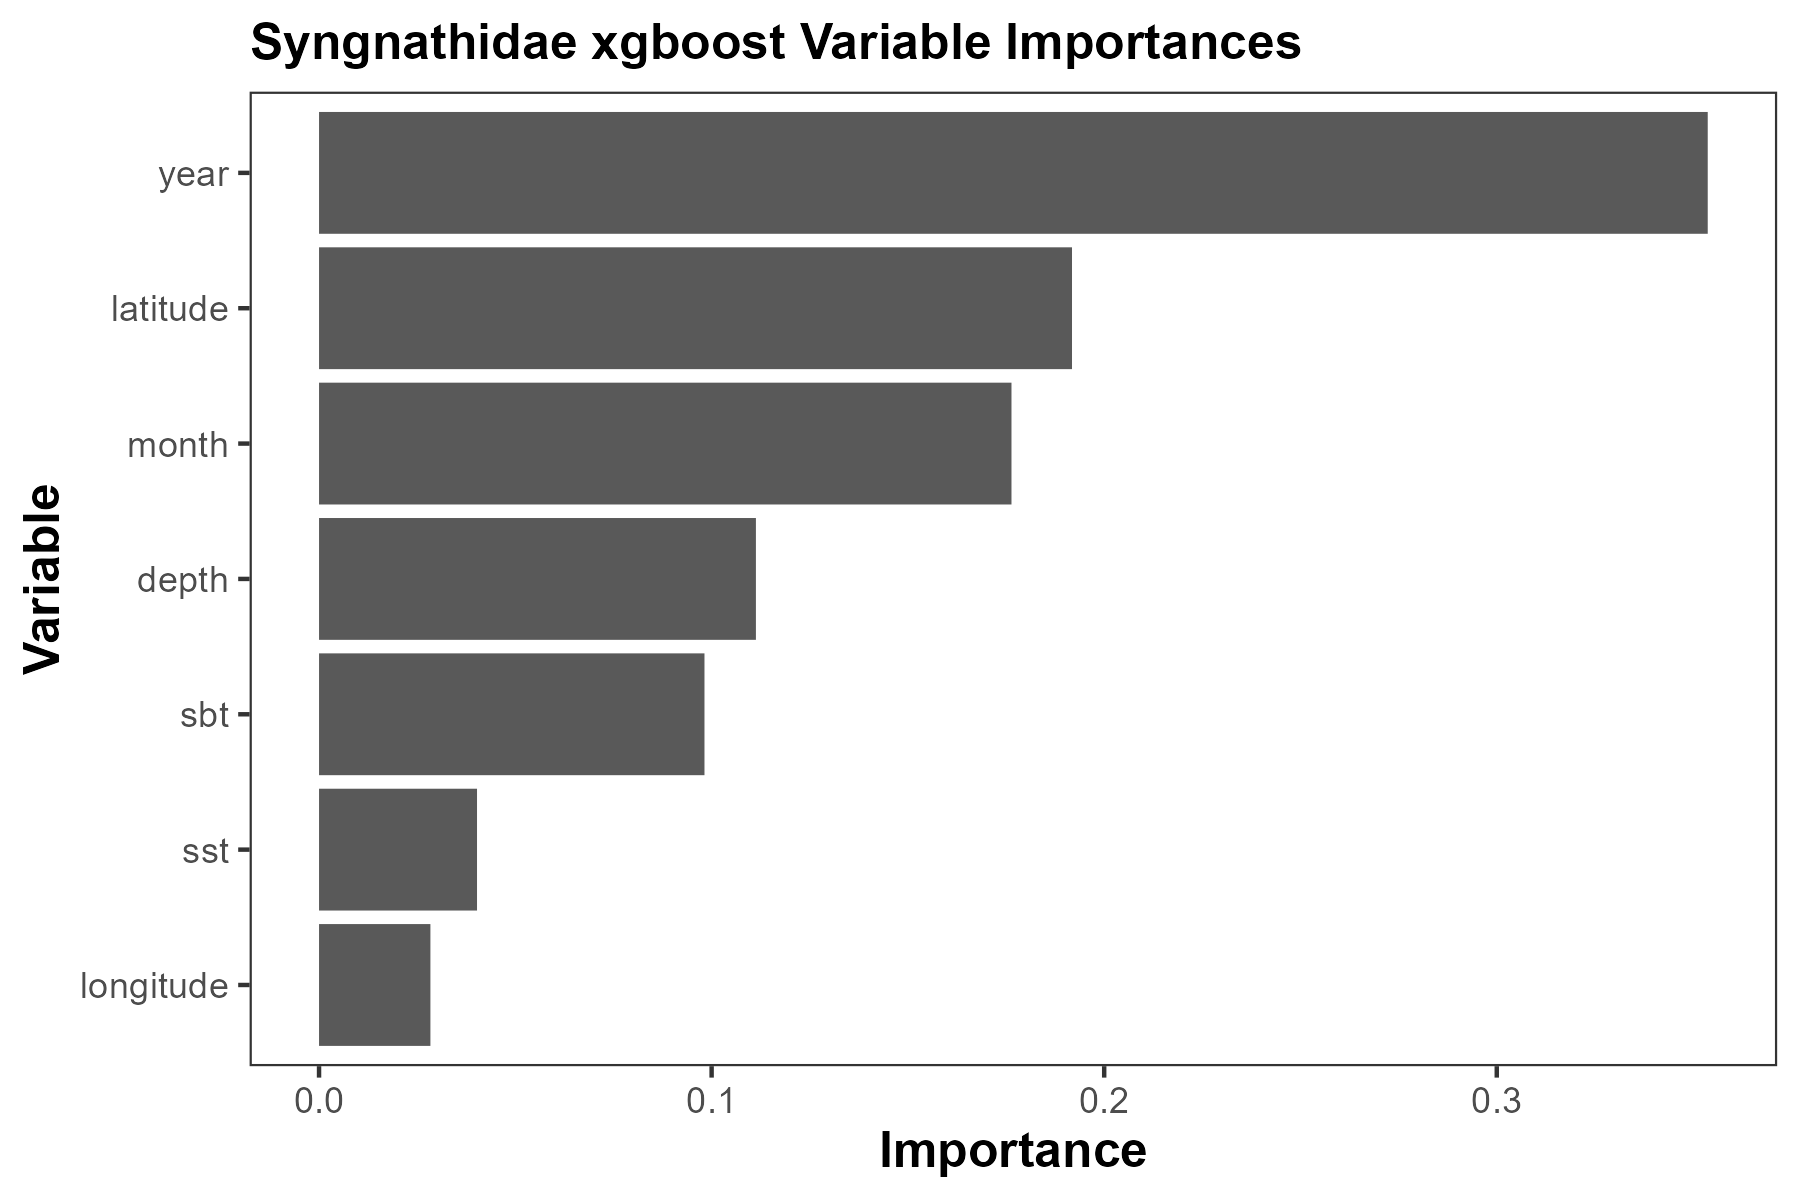 Syngnathidae xgboost Variable Importances
Variable
year
latitude
month
depth
sbt
sst
longitude
0.0 0.1 0.2 0.3
Importance